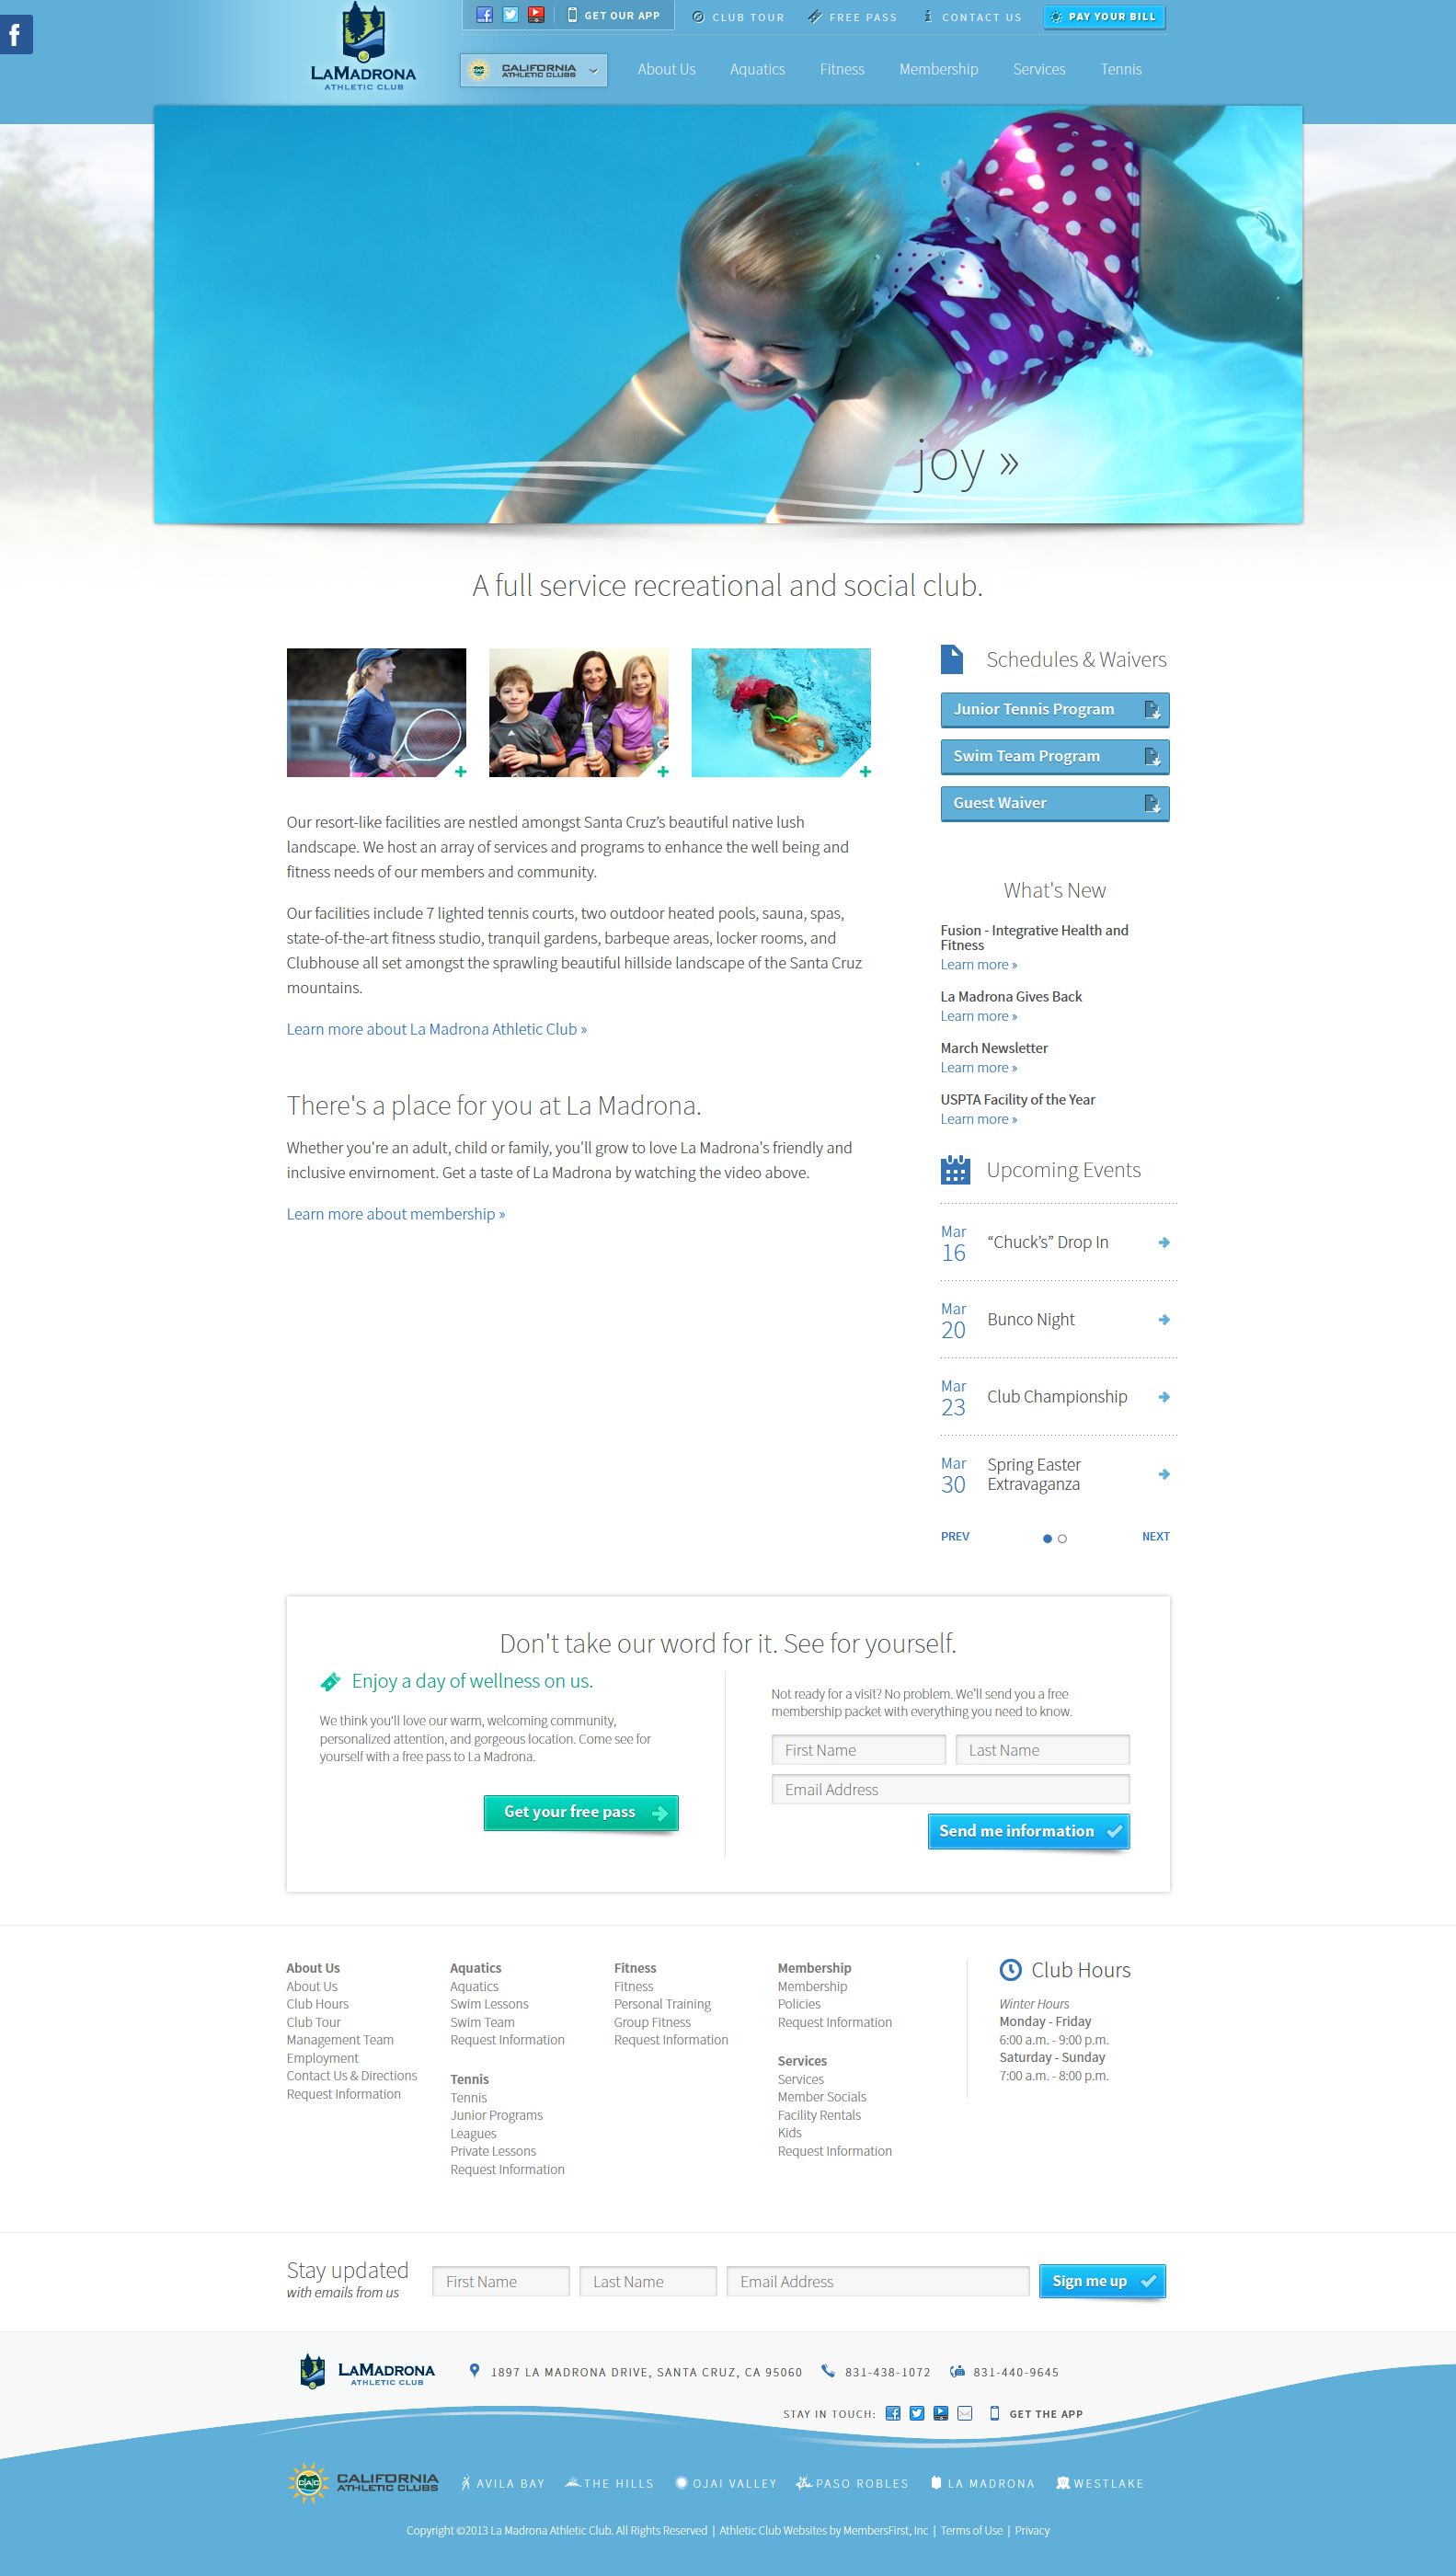 LAMADRONA
ATHLETIC CLUB
GET OUR APP
CLUB TOUR
FREE PASS
CONTACT US
PAY YOUR BILL
CALIFORNIA
ATHLETIC CLUBS
About Us
Aquatics
Fitness
Membership
Services
Tennis
joy »
A full service recreational and social club.
Our resort-like facilities are nestled amongst Santa Cruz’s beautiful native lush
landscape. We host an array of services and programs to enhance the well being and
fitness needs of our members and community.
Our facilities include 7 lighted tennis courts, two outdoor heated pools, sauna, spas,
state-of-the-art fitness studio, tranquil gardens, barbeque areas, locker rooms, and
Clubhouse all set amongst the sprawling beautiful hillside landscape of the Santa Cruz
mountains.
Learn more about La Madrona Athletic Club »
There's a place for you at La Madrona.
Whether you're an adult, child or family, you'll grow to love La Madrona's friendly and
inclusive envirnoment. Get a taste of La Madrona by watching the video above.
Learn more about membership »
Schedules & Waivers
Junior Tennis Program
Swim Team Program
Guest Waiver
What's New
Fusion - Integrative Health and
Fitness
Learn more »
La Madrona Gives Back
Learn more »
March Newsletter
Learn more »
USPTA Facility of the Year
Learn more »
Upcoming Events
Mar
16
“Chuck’s” Drop In
Mar
20
Bunco Night
Mar
23
Club Championship
Mar
30
Spring Easter
Extravaganza
PREV
NEXT
Don't take our word for it. See for yourself.
Enjoy a day of wellness on us.
We think you'll love our warm, welcoming community,
personalized attention, and gorgeous location. Come see for
yourself with a free pass to La Madrona.
Get your free pass
Not ready for a visit? No problem. We'll send you a free
membership packet with everything you need to know.
First Name
Last Name
Email Address
Send me information
About Us
About Us
Club Hours
Club Tour
Management Team
Employment
Contact Us & Directions
Request Information
Aquatics
Aquatics
Swim Lessons
Swim Team
Request Information
Tennis
Tennis
Junior Programs
Leagues
Private Lessons
Request Information
Fitness
Fitness
Personal Training
Group Fitness
Request Information
Membership
Membership
Policies
Request Information
Services
Services
Member Socials
Facility Rentals
Kids
Request Information
Club Hours
Winter Hours
Monday - Friday
6:00 a.m. - 9:00 p.m.
Saturday - Sunday
7:00 a.m. - 8:00 p.m.
Stay updated
with emails from us
First Name
Last Name
Email Address
Sign me up
LAMADRONA
ATHLETIC CLUB
1897 LA MADRONA DRIVE, SANTA CRUZ, CA 95060
831-438-1072
831-440-9645
STAY IN TOUCH:
GET THE APP
CAC
CALIFORNIA
ATHLETIC CLUBS
AVILA BAY
THE HILLS
OJAI VALLEY
PASO ROBLES
LA MADRONA
WESTLAKE
Copyright ©2013 La Madrona Athletic Club. All Rights Reserved | Athletic Club Websites by MembersFirst, Inc | Terms of Use | Privacy